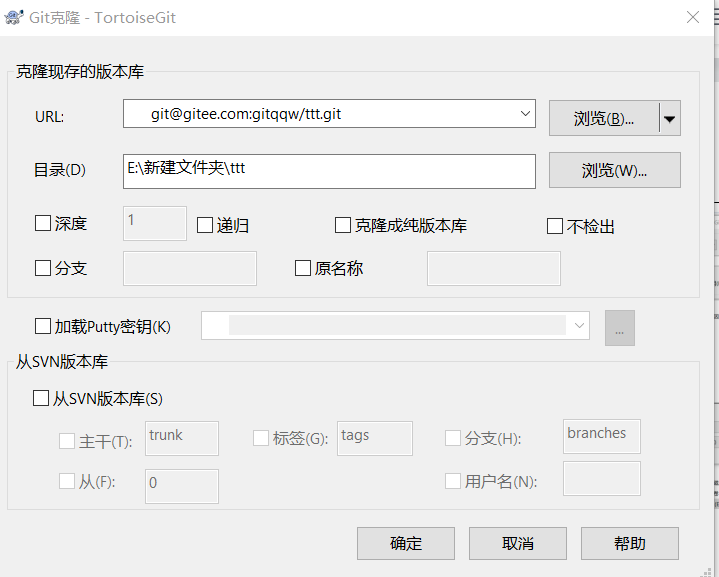 Git克隆 - TortoiseGit
克隆现存的版本库
URL: git@gitee.com:gitqqw/ttt.git 浏览(B)...
目录(D) E:\新建文件夹\ttt 浏览(W)...
深度 1 递归 克隆成纯版本库 不检出
分支 原名称
加载Putty密钥(K) ...
从SVN版本库
从SVN版本库(S)
主干(T): trunk 标签(G): tags 分支(H): branches
从(F): 0 用户名(N):
确定 取消 帮助